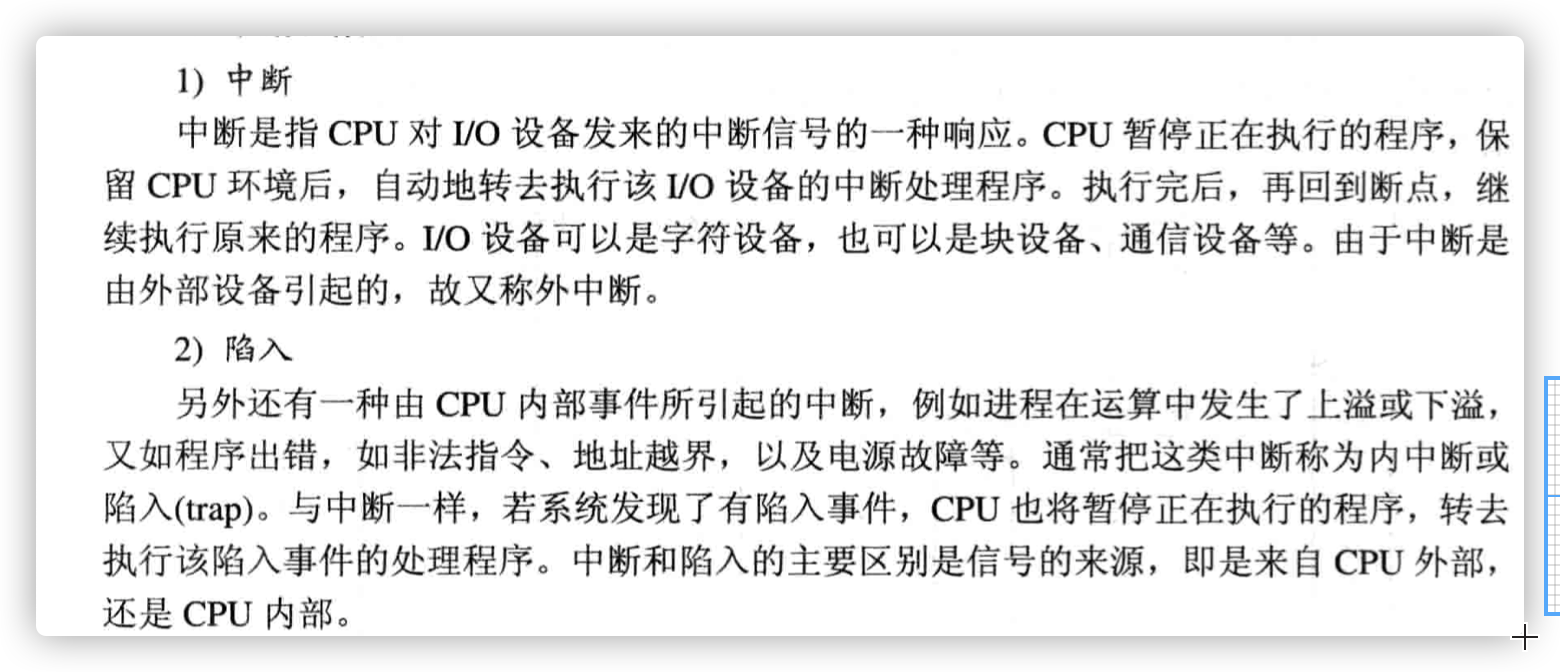 1) 中断
中断是指 CPU 对 I/O 设备发来的中断信号的一种响应。CPU 暂停正在执行的程序，保
留 CPU 环境后，自动地转去执行该 I/O 设备的中断处理程序。执行完后，再回到断点，继
续执行原来的程序。I/O 设备可以是字符设备，也可以是块设备、通信设备等。由于中断是
由外部设备引起的，故又称外中断。
2) 陷入
另外还有一种由 CPU 内部事件所引起的中断，例如进程在运算中发生了上溢或下溢，
又如程序出错，如非法指令、地址越界，以及电源故障等。通常把这类中断称为内中断或
陷入(trap)。与中断一样，若系统发现了有陷入事件，CPU 也将暂停正在执行的程序，转去
执行该陷入事件的处理程序。中断和陷入的主要区别是信号的来源，即是来自 CPU 外部，
还是 CPU 内部。